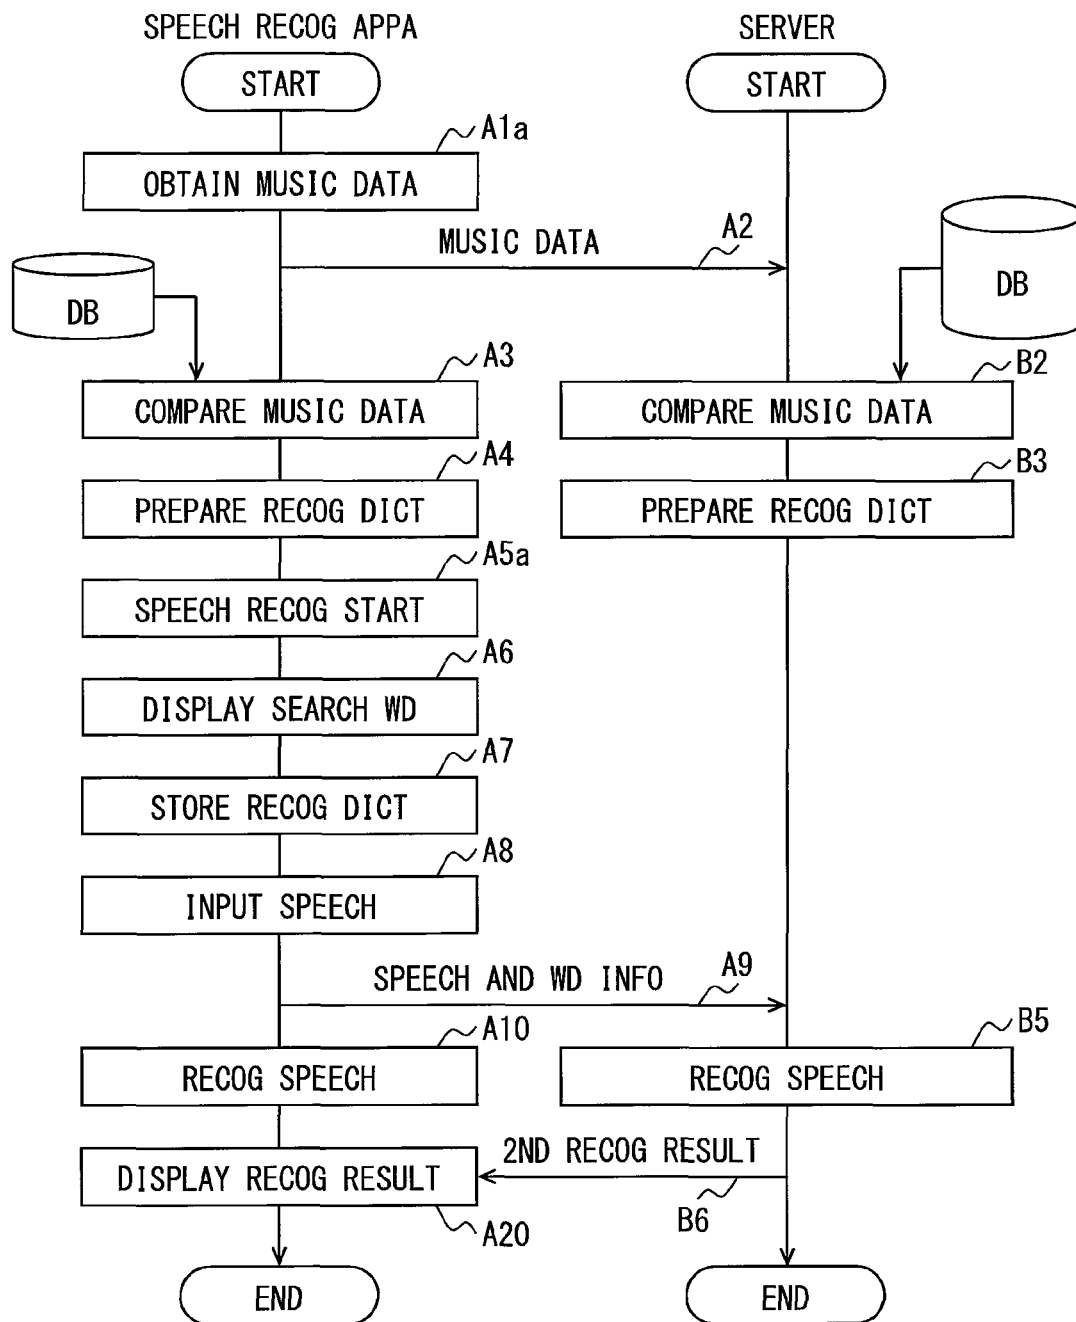 SPEECH RECOG APPA
SERVER
START
START
A1a
OBTAIN MUSIC DATA
MUSIC DATA
A2
DB
DB
A3
B2
COMPARE MUSIC DATA
COMPARE MUSIC DATA
A4
B3
PREPARE RECOG DICT
PREPARE RECOG DICT
A5a
SPEECH RECOG START
A6
DISPLAY SEARCH WD
A7
STORE RECOG DICT
A8
INPUT SPEECH
SPEECH AND WD INFO
A9
A10
B5
RECOG SPEECH
RECOG SPEECH
2ND RECOG RESULT
DISPLAY RECOG RESULT
B6
A20
END
END